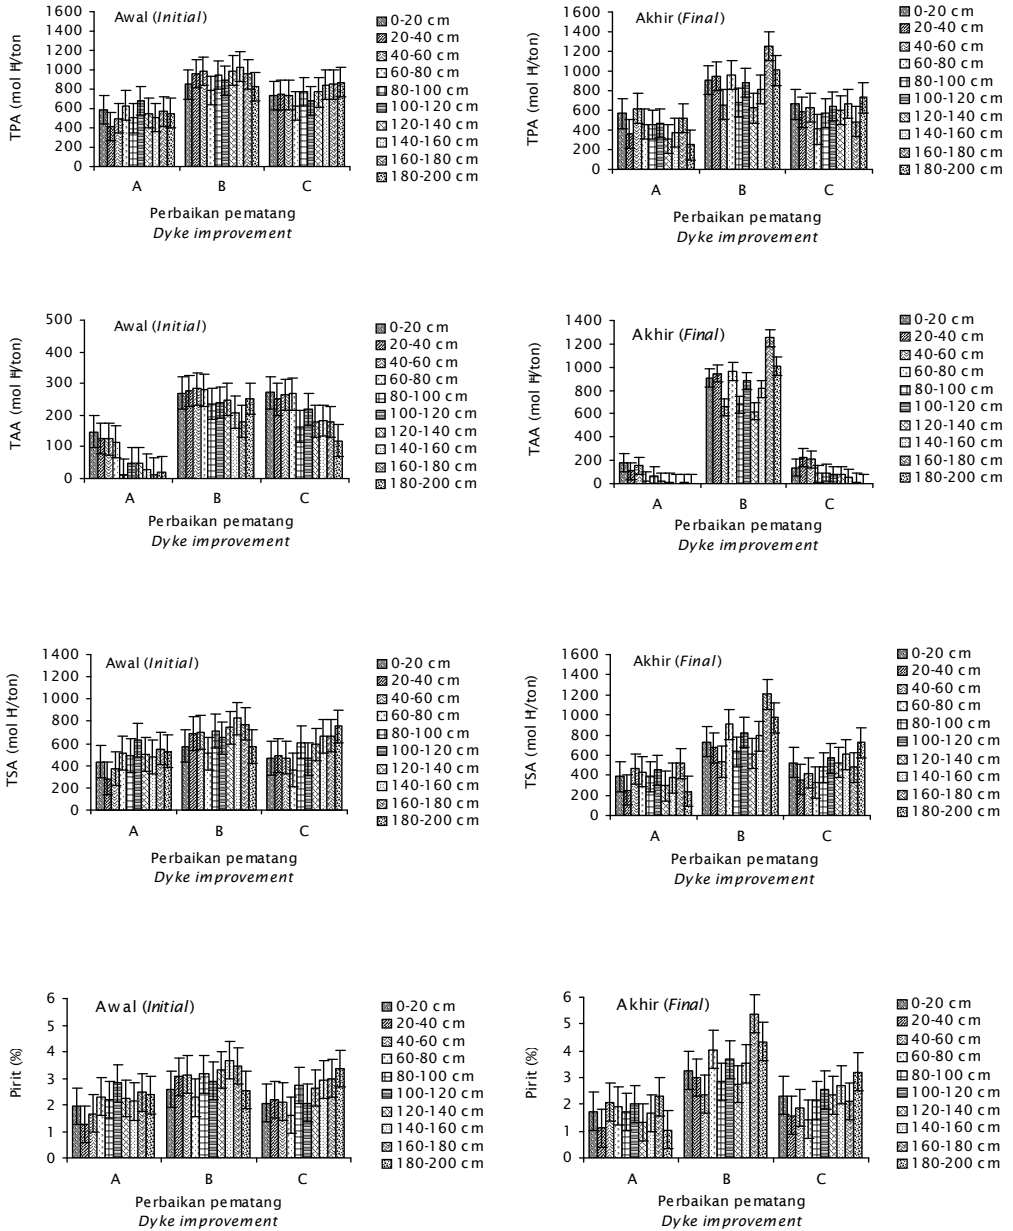 Awal (Initial)
TPA (mol H/ton)
1600
1400
1200
1000
800
600
400
200
0
A
B
C
Perbaikan pematang
Dyke improvement
0-20 cm
20-40 cm
40-60 cm
60-80 cm
80-100 cm
100-120 cm
120-140 cm
140-160 cm
160-180 cm
180-200 cm
Akhir (Final)
TPA (mol H/ton)
1600
1400
1200
1000
800
600
400
200
0
A
B
C
Perbaikan pematang
Dyke improvement
0-20 cm
20-40 cm
40-60 cm
60-80 cm
80-100 cm
100-120 cm
120-140 cm
140-160 cm
160-180 cm
180-200 cm
Awal (Initial)
TAA (mol H/ton)
500
400
300
200
100
0
A
B
C
Perbaikan pematang
Dyke improvement
0-20 cm
20-40 cm
40-60 cm
60-80 cm
80-100 cm
100-120 cm
120-140 cm
140-160 cm
160-180 cm
180-200 cm
Akhir (Final)
TAA (mol H/ton)
1400
1200
1000
800
600
400
200
0
A
B
C
Perbaikan pematang
Dyke improvement
0-20 cm
20-40 cm
40-60 cm
60-80 cm
80-100 cm
100-120 cm
120-140 cm
140-160 cm
160-180 cm
180-200 cm
Awal (Initial)
TSA (mol H/ton)
1400
1200
1000
800
600
400
200
0
A
B
C
Perbaikan pematang
Dyke improvement
0-20 cm
20-40 cm
40-60 cm
60-80 cm
80-100 cm
100-120 cm
120-140 cm
140-160 cm
160-180 cm
180-200 cm
Akhir (Final)
TSA (mol H/ton)
1600
1400
1200
1000
800
600
400
200
0
A
B
C
Perbaikan pematang
Dyke improvement
0-20 cm
20-40 cm
40-60 cm
60-80 cm
80-100 cm
100-120 cm
120-140 cm
140-160 cm
160-180 cm
180-200 cm
Awal (Initial)
Pirit (%)
6
5
4
3
2
1
0
A
B
C
Perbaikan pematang
Dyke improvement
0-20 cm
20-40 cm
40-60 cm
60-80 cm
80-100 cm
100-120 cm
120-140 cm
140-160 cm
160-180 cm
180-200 cm
Akhir (Final)
Pirit (%)
6
5
4
3
2
1
0
A
B
C
Perbaikan pematang
Dyke improvement
0-20 cm
20-40 cm
40-60 cm
60-80 cm
80-100 cm
100-120 cm
120-140 cm
140-160 cm
160-180 cm
180-200 cm